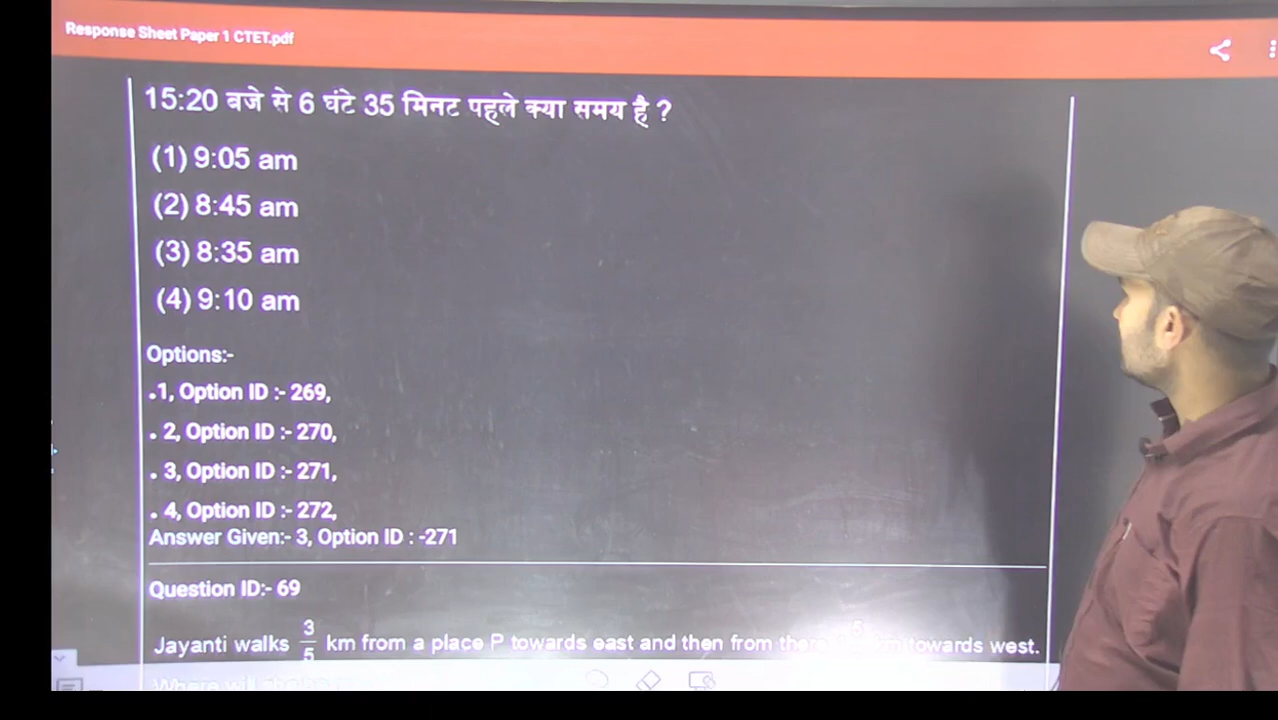 Response Sheet Paper 1 CTET.pdf
15:20 बजे से 6 घंटे 35 मिनट पहले क्या समय है ?
(1) 9:05 am
(2) 8:45 am
(3) 8:35 am
(4) 9:10 am
Options:-
.1, Option ID :- 269,
. 2, Option ID :- 270,
. 3, Option ID :- 271,
. 4, Option ID :- 272,
Answer Given:- 3, Option ID : -271
Question ID:- 69
Jayanti walks 3/5 km from a place P towards east and then from there km towards west.
Where will